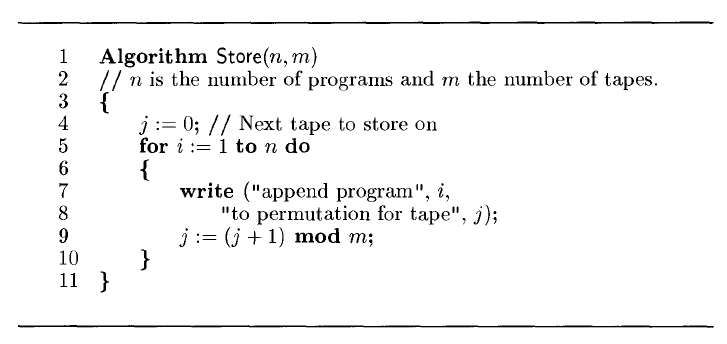 1 Algorithm Store(n, m)
2 // n is the number of programs and m the number of tapes.
3 {
4 j := 0; // Next tape to store on
5 for i := 1 to n do
6 {
7 write ("append program", i,
8 "to permutation for tape", j);
9 j := (j + 1) mod m;
10 }
11 }